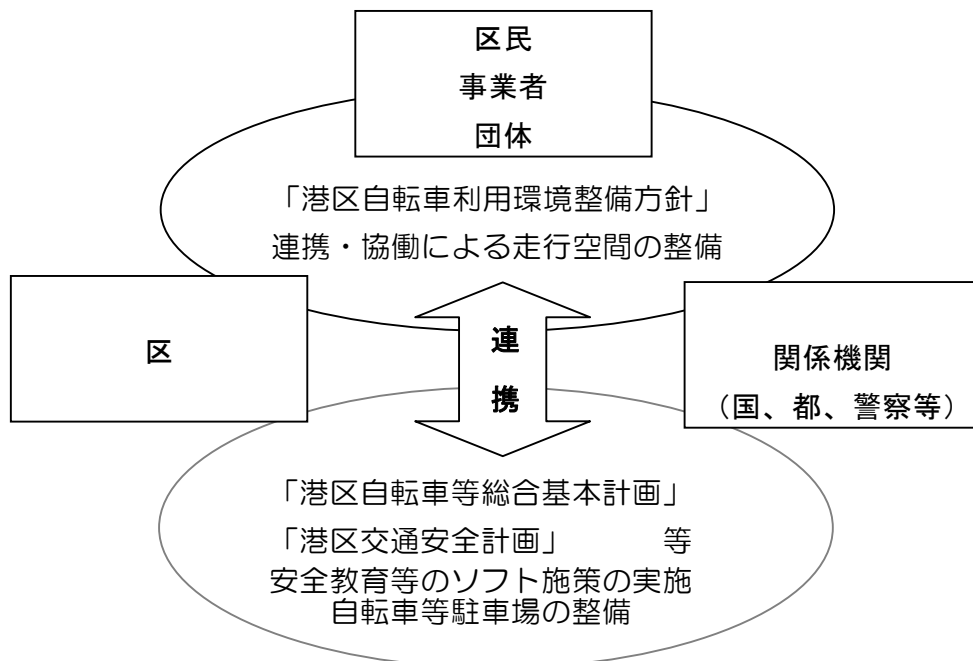 区民
事業者
団体
「港区自転車利用環境整備方針」
連携・協働による走行空間の整備
区
連
携
関係機関
（国、都、警察等）
「港区自転車等総合基本計画」
「港区交通安全計画」　　　等
安全教育等のソフト施策の実施
自転車等駐車場の整備